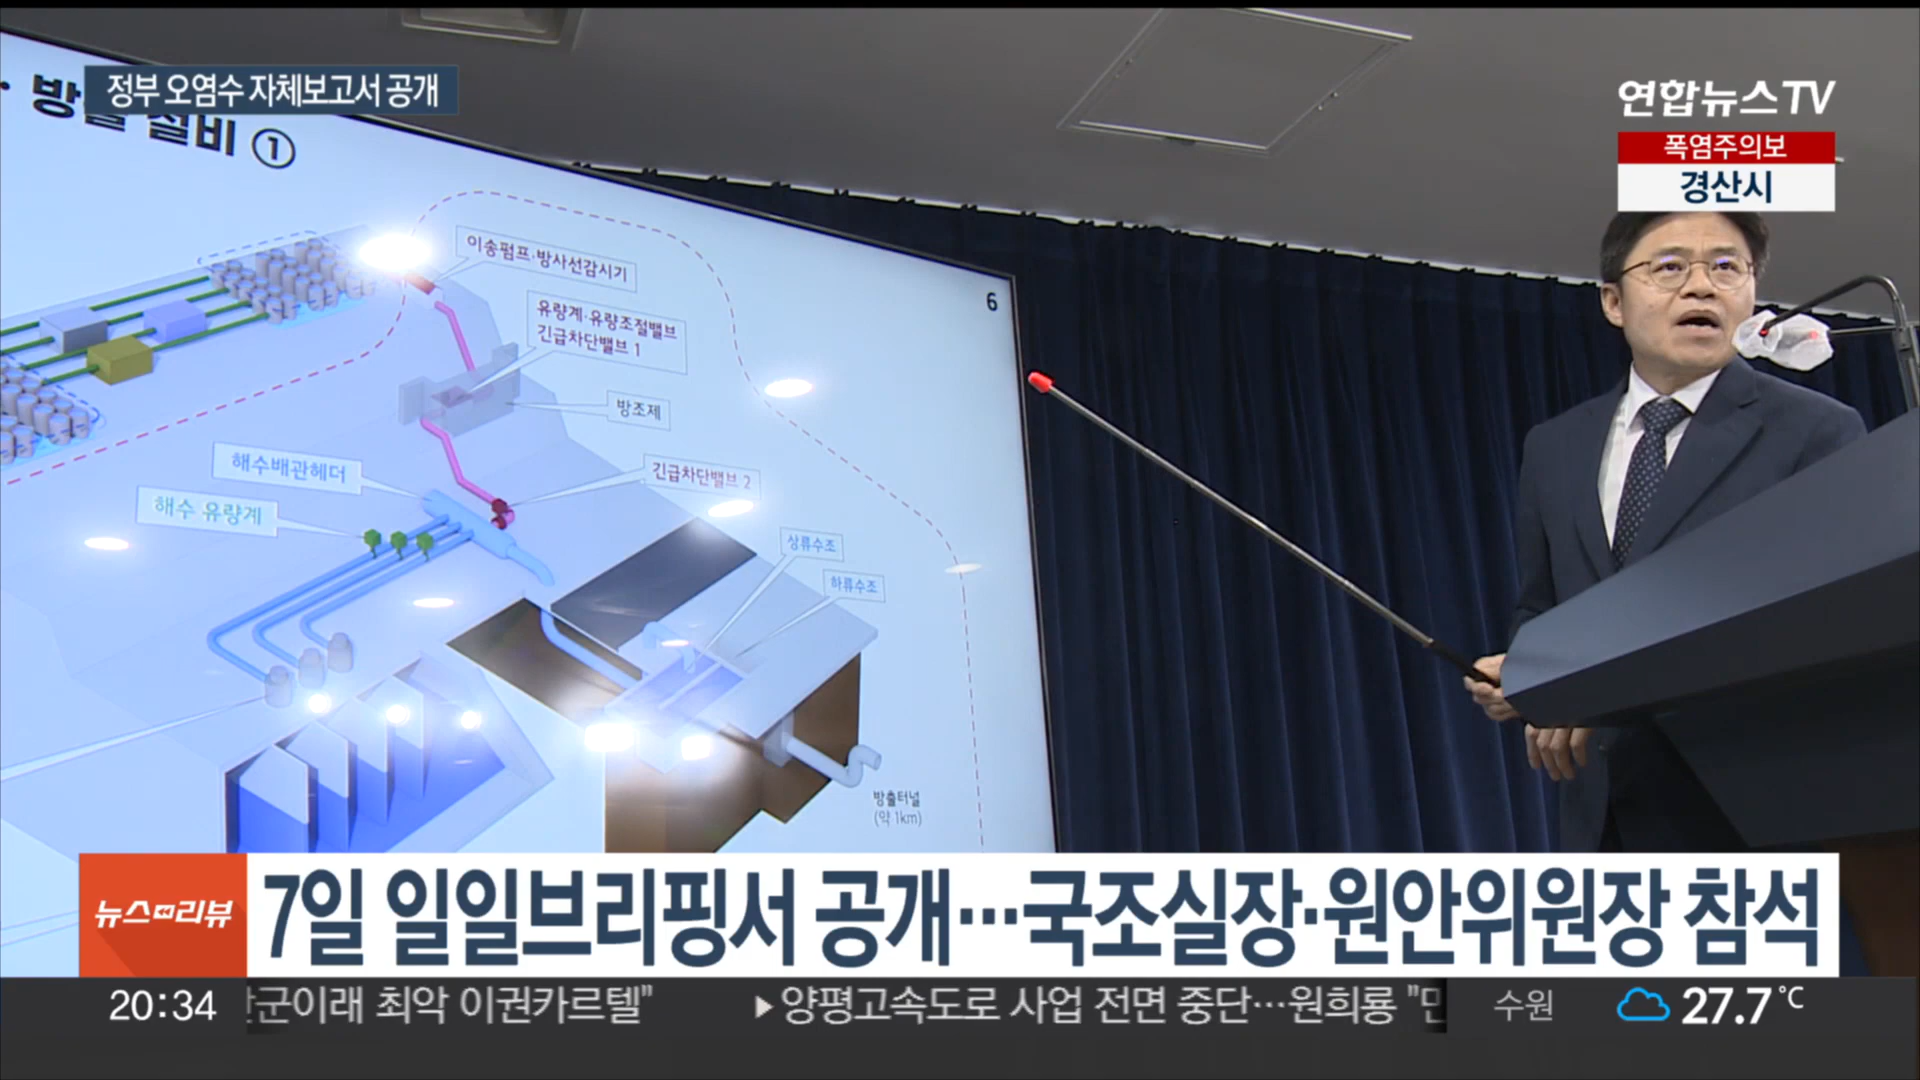 정부 오염수 자체보고서 공개
연합뉴스TV
폭염주의보
경산시
설비 ①
6
이송펌프·방사선감시기
유량계·유량조절밸브
긴급차단밸브 1
방조제
해수배관헤더
해수 유량계
긴급차단밸브 2
상류수조
하류수조
방출터널
(약 1km)
뉴스리뷰
7일 일일브리핑서 공개…국조실장·원안위원장 참석
20:34
군이래 최악 이권카르텔"
▶양평고속도로 사업 전면 중단…원희룡 "민
수원
27.7℃